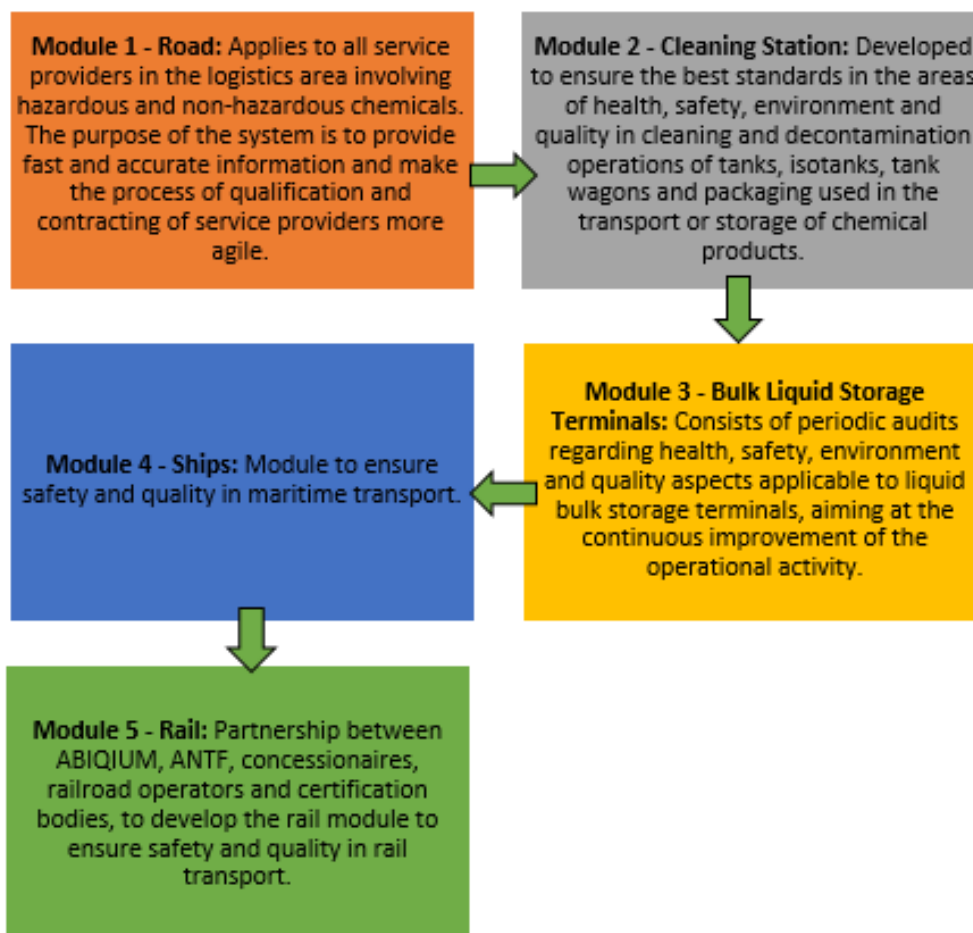 Module 1 - Road: Applies to all service
providers in the logistics area involving
hazardous and non-hazardous chemicals.
The purpose of the system is to provide
fast and accurate information and make
the process of qualification and
contracting of service providers more
agile.
Module 2 - Cleaning Station: Developed
to ensure the best standards in the areas
of health, safety, environment and
quality in cleaning and decontamination
operations of tanks, isotanks, tank
wagons and packaging used in the
transport or storage of chemical
products.
Module 3 - Bulk Liquid Storage
Terminals: Consists of periodic audits
regarding health, safety, environment
and quality aspects applicable to liquid
bulk storage terminals, aiming at the
continuous improvement of the
operational activity.
Module 4 - Ships: Module to ensure
safety and quality in maritime transport.
Module 5 - Rail: Partnership between
ABIQIUM, ANTF, concessionaires,
railroad operators and certification
bodies, to develop the rail module to
ensure safety and quality in rail
transport.